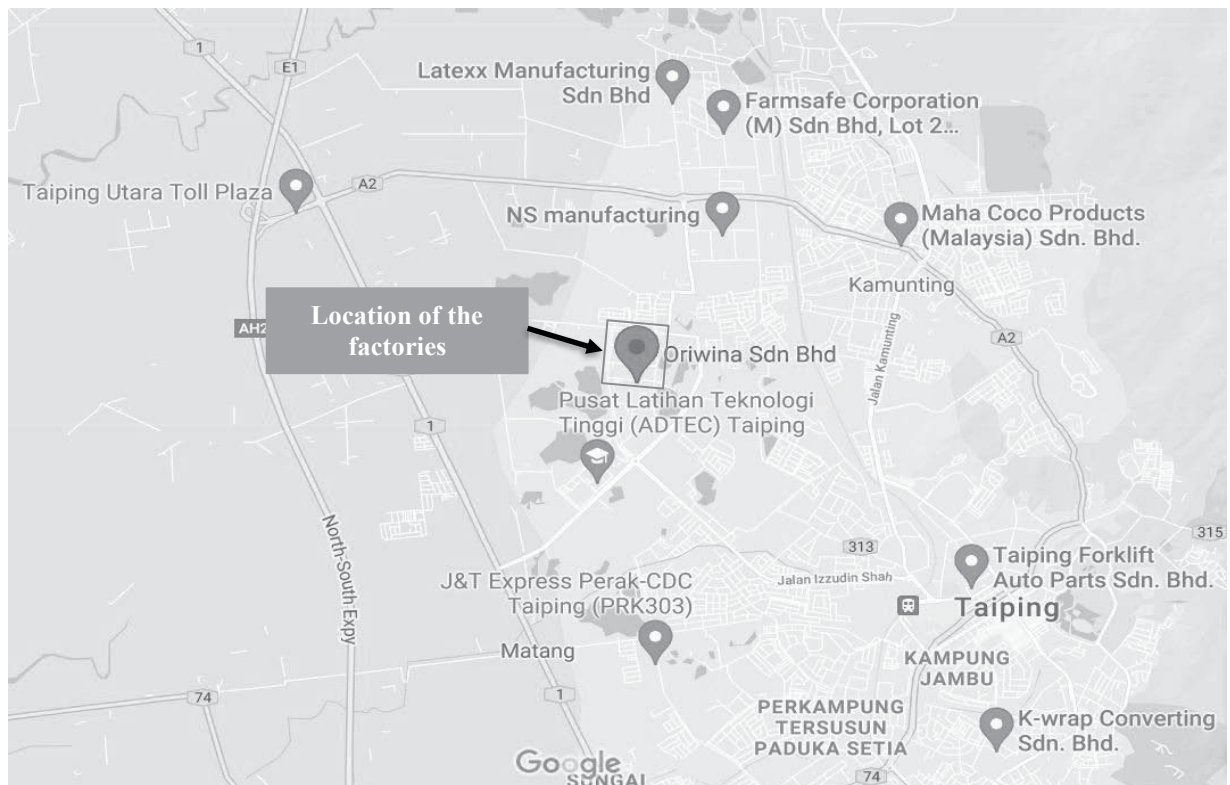 1
E1
Latexx Manufacturing
Sdn Bhd
Farmsafe Corporation
(M) Sdn Bhd, Lot 2...
Taiping Utara Toll Plaza
A2
NS manufacturing
Maha Coco Products
(Malaysia) Sdn. Bhd.
Kamunting
Location of the
factories
AH2
A2
Oriwina Sdn Bhd
Jalan Kamunting
Pusat Latihan Teknologi
Tinggi (ADTEC) Taiping
1
North-South Expy
313
315
Jalan Izzudin Shah
Taiping Forklift
Auto Parts Sdn. Bhd.
J&T Express Perak-CDC
Taiping (PRK303)
Taiping
Matang
KAMPUNG
JAMBU
74
1
PERKAMPUNG
TERSUSUN
PADUKA SETIA
K-wrap Converting
Sdn. Bhd.
Google
SUNGAI
74